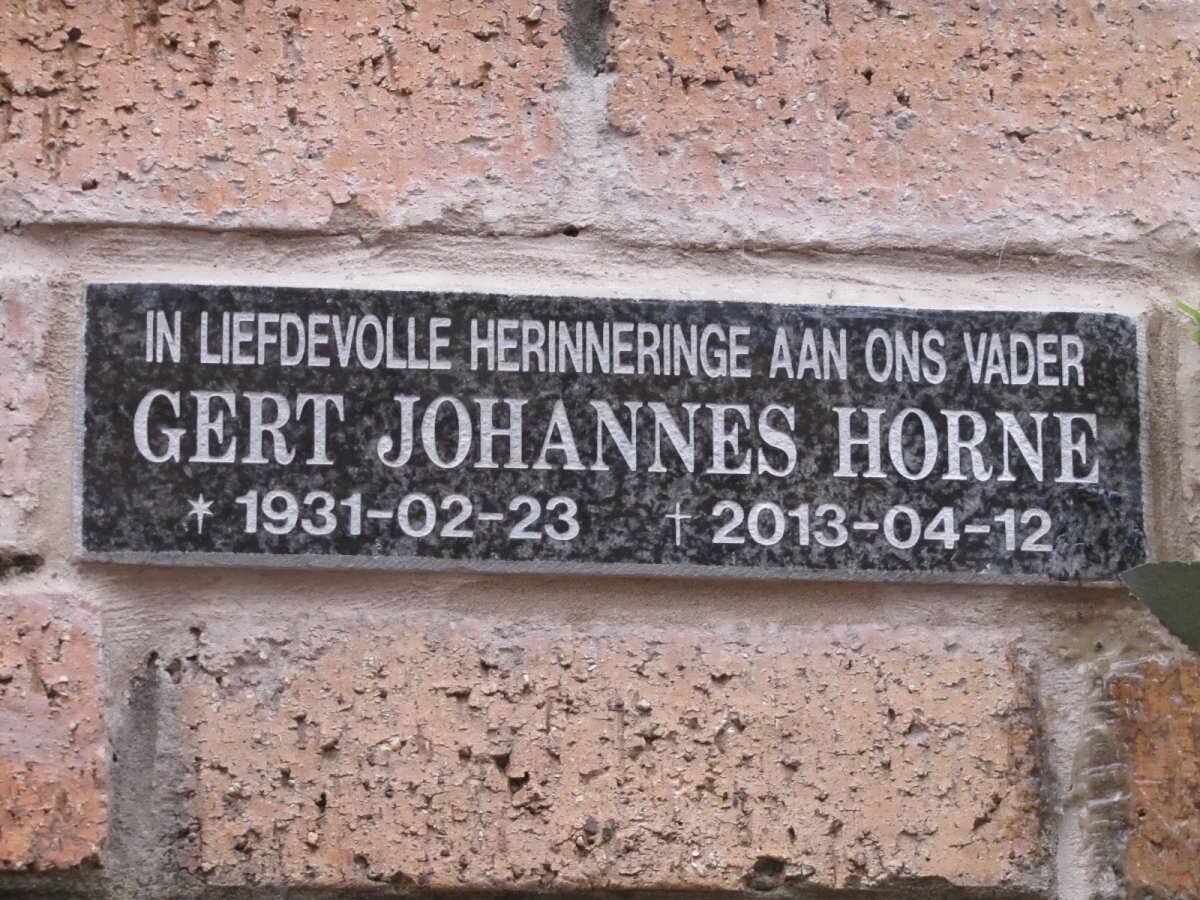 IN LIEFDEVOLLE HERINNERINGE AAN ONS VADER
GERT JOHANNES HORNE
* 1931-02-23 † 2013-04-12